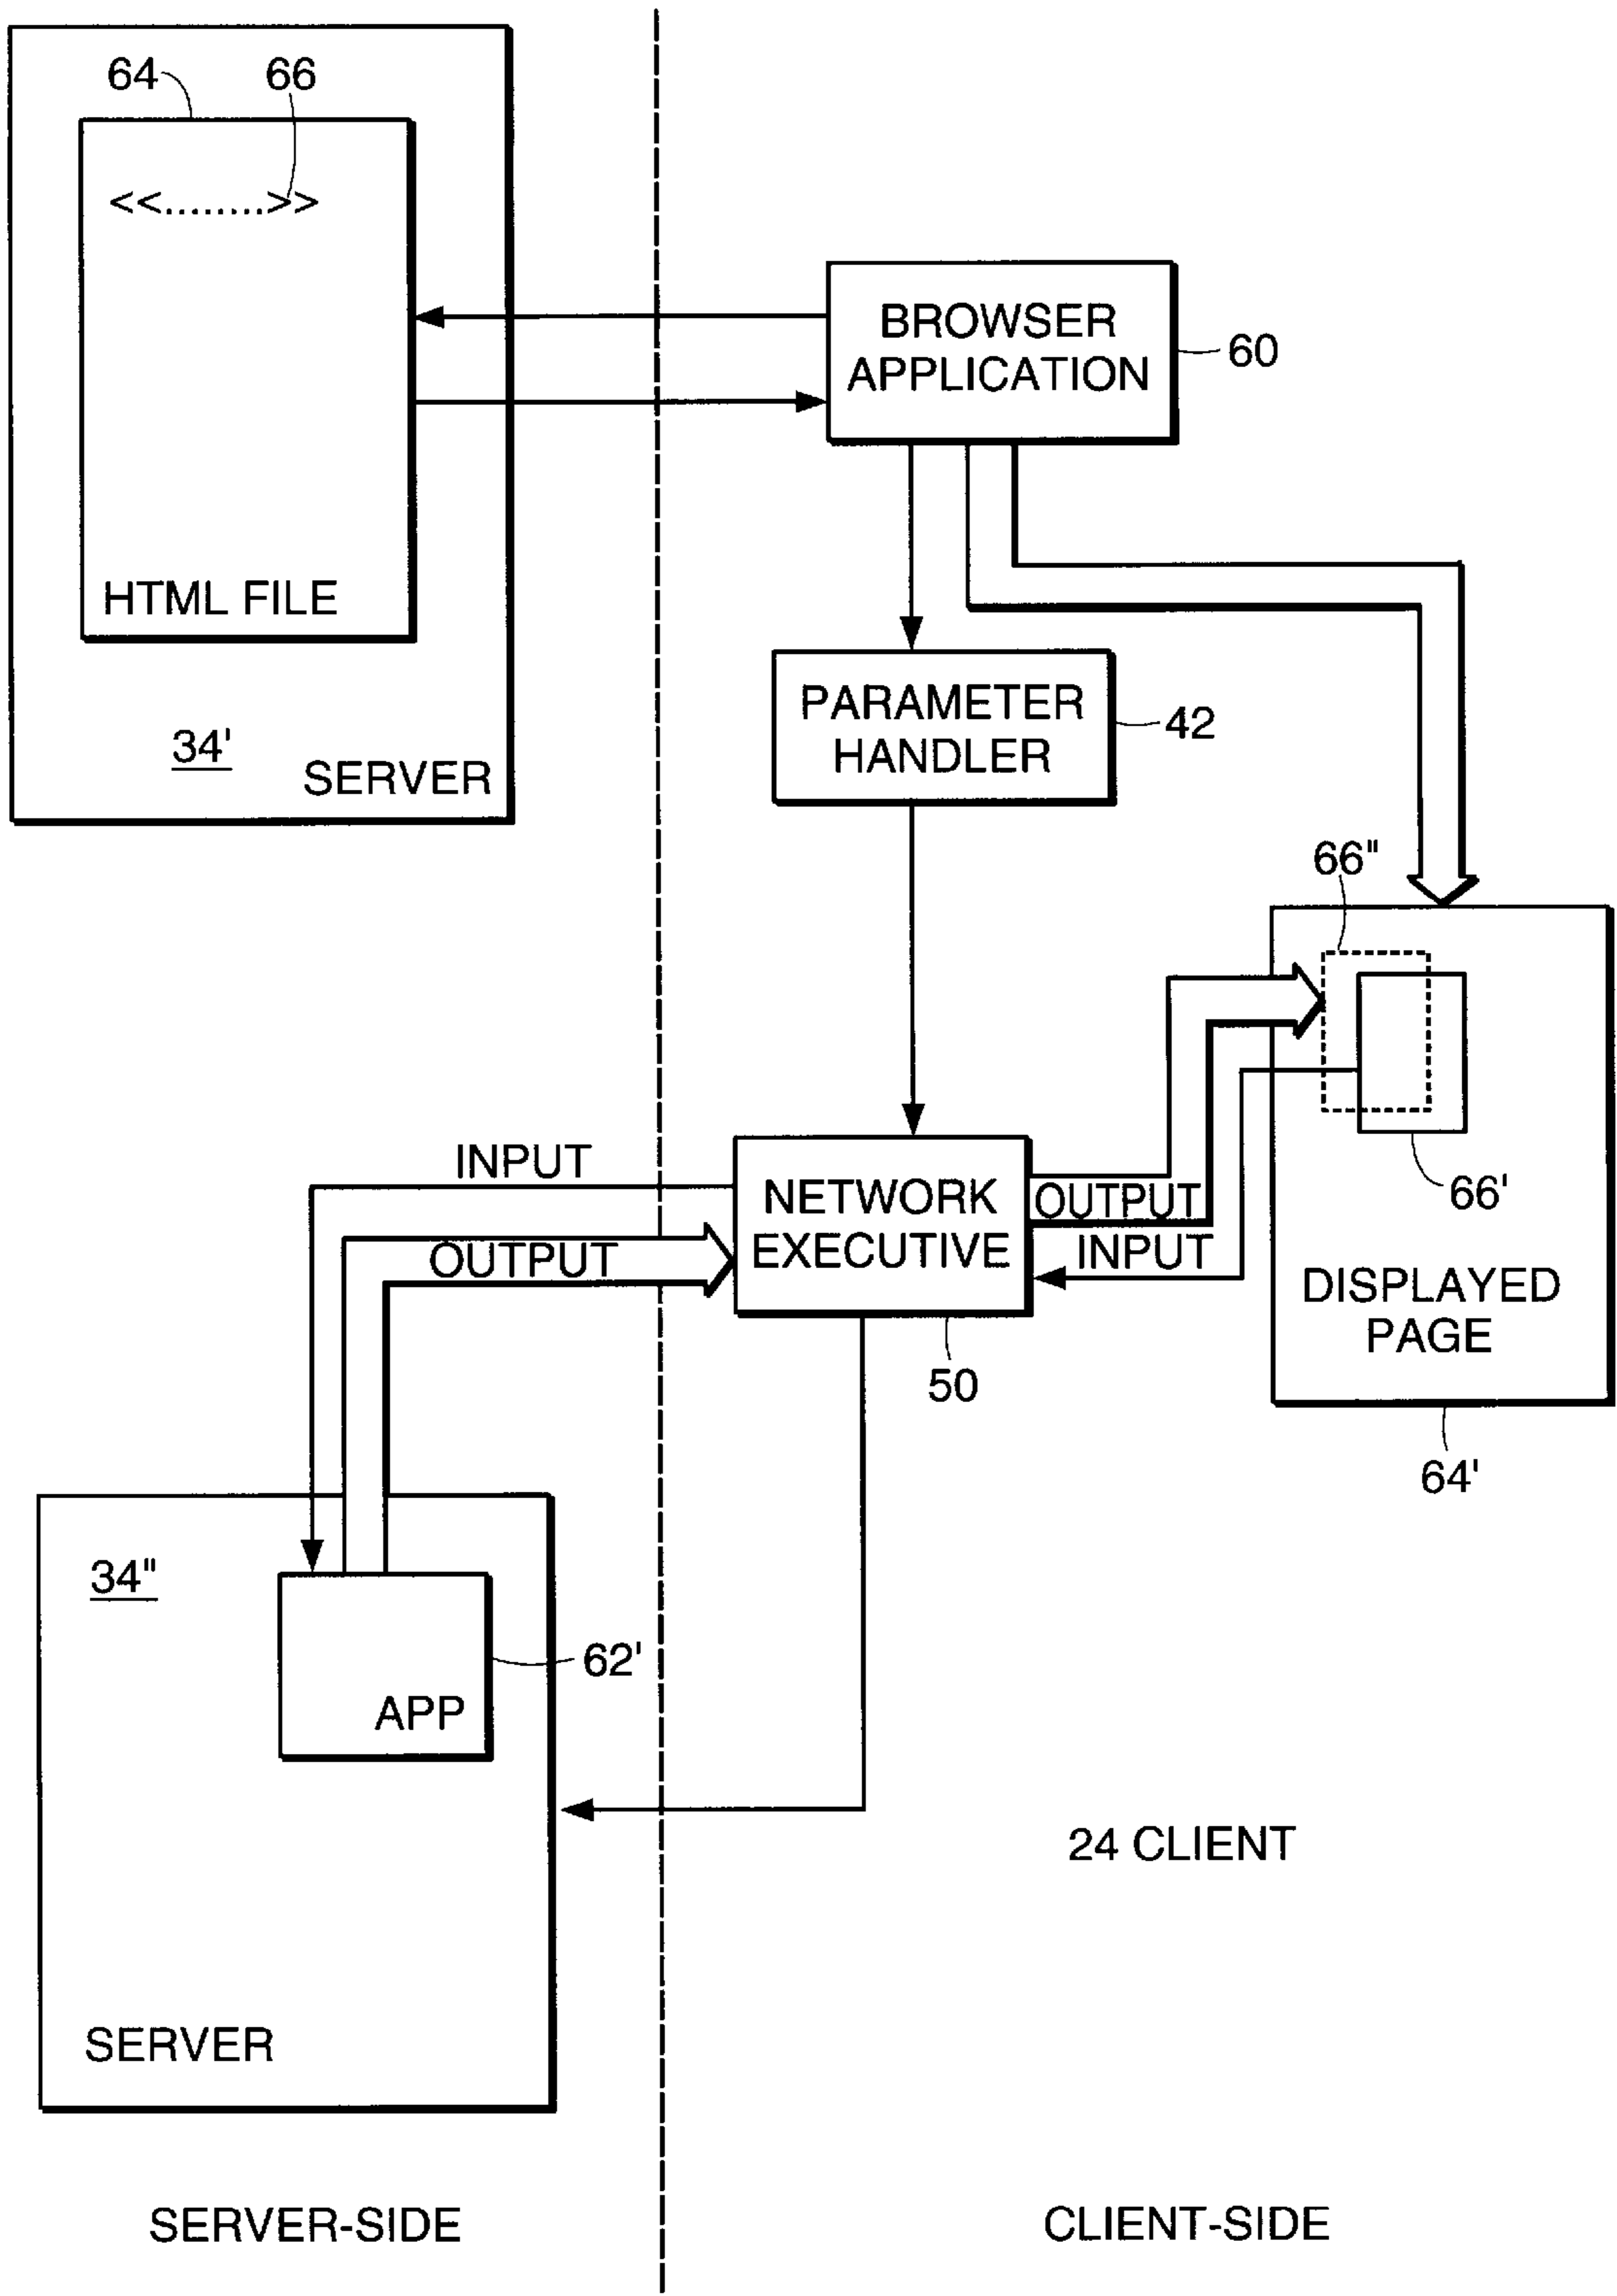 64
66
<<........>>
HTML FILE
34'
SERVER
BROWSER
APPLICATION
60
PARAMETER
HANDLER
42
66"
66'
DISPLAYED
PAGE
64'
INPUT
OUTPUT
NETWORK
EXECUTIVE
50
OUTPUT
INPUT
34"
62'
APP
SERVER
24 CLIENT
SERVER-SIDE
CLIENT-SIDE